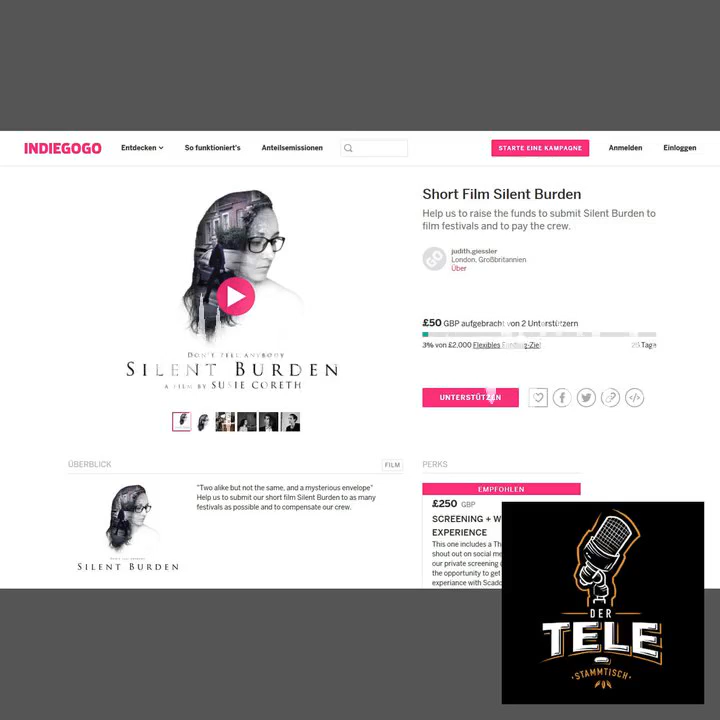 INDIEGOGO
Entdecken
So funktioniert's
Anteilsemissionen
STARTE EINE KAMPAGNE
Anmelden
Einloggen
Short Film Silent Burden
Help us to raise the funds to submit Silent Burden to
film festivals and to pay the crew.
GO
judith.giessler
London, Großbritannien
Über
£50 GBP aufgebracht von 2 Unterstützen
3% von £2,000 Flexibles
Tage
DON'T TELL ANYBODY
SILENT BURDEN
A FILM BY SUSIE CORETH
UNTERSTÜTZEN
ÜBERBLICK
FILM
"Two alike but not the same, and a mysterious envelope"
Help us to submit our short film Silent Burden to as many
festivals as possible and to compensate our crew.
SILENT BURDEN
PERKS
EMPFOHLEN
£250 GBP
SCREENING + W
EXPERIENCE
This one includes a Th
shout out on social me
our private screening
the opportunity to get
experiance with Scado
DER
TELE
STAMMTISCH